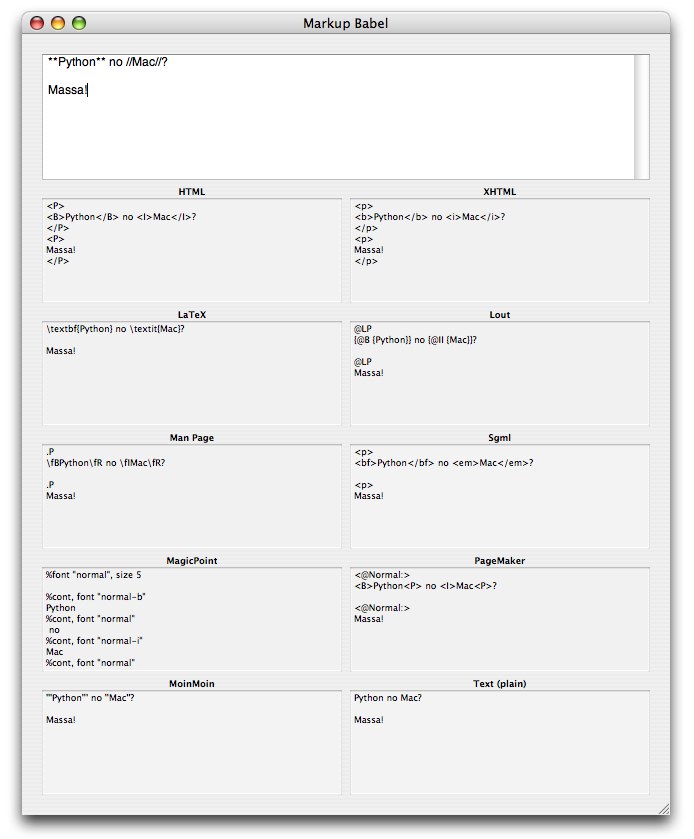 Markup Babel
**Python** no //Mac//?
Massa!
HTML
<P>
<B>Python</B> no <I>Mac</I>?
</P>
<P>
Massa!
</P>
XHTML
<p>
<b>Python</b> no <i>Mac</i>?
</p>
<p>
Massa!
</p>
LaTeX
\textbf{Python} no \textit{Mac}?
Massa!
Lout
@LP
{@B {Python}} no {@II {Mac}}?
@LP
Massa!
Man Page
.P
\fBPython\fR no \fIMac\fR?
.P
Massa!
Sgml
<p>
<bf>Python</bf> no <em>Mac</em>?
<p>
Massa!
MagicPoint
%font "normal", size 5
%cont, font "normal-b"
Python
%cont, font "normal"
 no
%cont, font "normal-i"
Mac
%cont, font "normal"
PageMaker
<@Normal:>
<B>Python<P> no <I>Mac<P>?
<@Normal:>
Massa!
MoinMoin
'''Python''' no ''Mac''?
Massa!
Text (plain)
Python no Mac?
Massa!